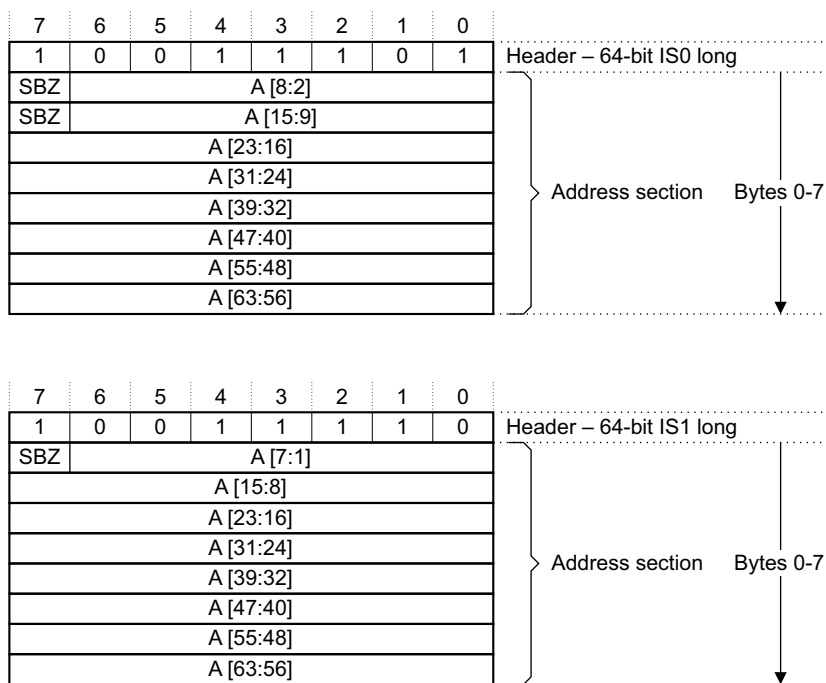 7 6 5 4 3 2 1 0
1 0 0 1 1 1 0 1 Header – 64-bit IS0 long
SBZ A [8:2]
SBZ A [15:9]
A [23:16]
A [31:24]
A [39:32] Address section Bytes 0-7
A [47:40]
A [55:48]
A [63:56]
7 6 5 4 3 2 1 0
1 0 0 1 1 1 1 0 Header – 64-bit IS1 long
SBZ A [7:1]
A [15:8]
A [23:16]
A [31:24]
A [39:32] Address section Bytes 0-7
A [47:40]
A [55:48]
A [63:56]